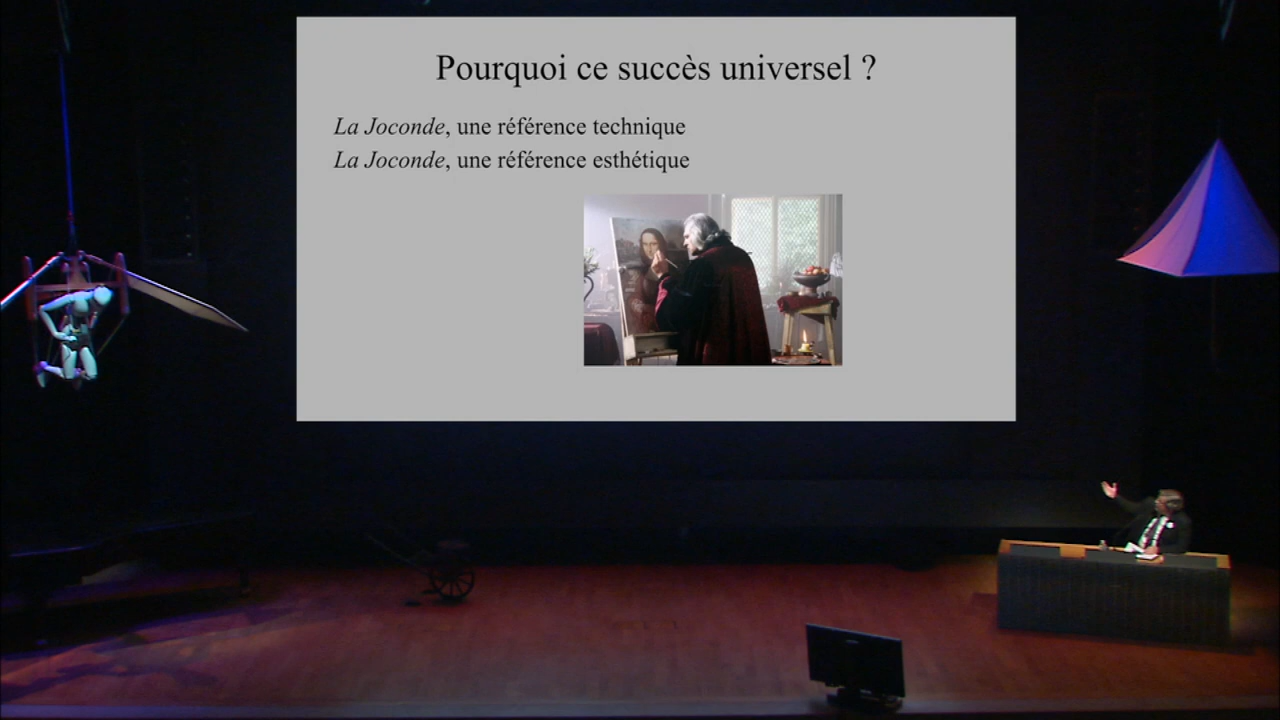 Pourquoi ce succès universel ?
La Joconde, une référence technique
La Joconde, une référence esthétique